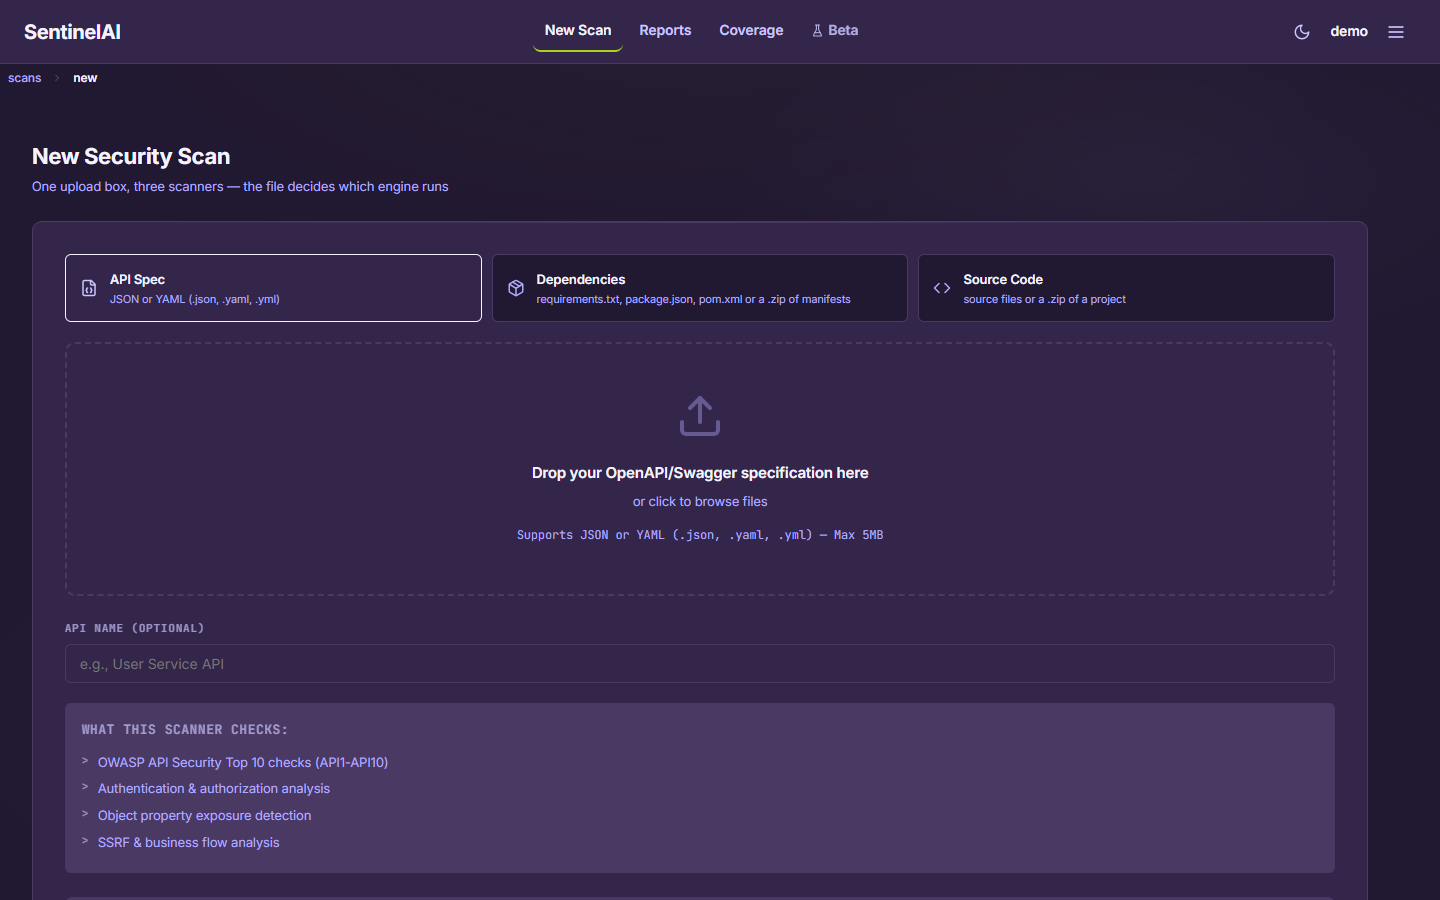 SentinelAI
New Scan
Reports
Coverage
Beta
demo
scans
new
New Security Scan
One upload box, three scanners — the file decides which engine runs
API Spec
JSON or YAML (.json, .yaml, .yml)
Dependencies
requirements.txt, package.json, pom.xml or a .zip of manifests
Source Code
source files or a .zip of a project
Drop your OpenAPI/Swagger specification here
or click to browse files
Supports JSON or YAML (.json, .yaml, .yml) — Max 5MB
API NAME (OPTIONAL)
e.g., User Service API
WHAT THIS SCANNER CHECKS:
> OWASP API Security Top 10 checks (API1-API10)
> Authentication & authorization analysis
> Object property exposure detection
> SSRF & business flow analysis